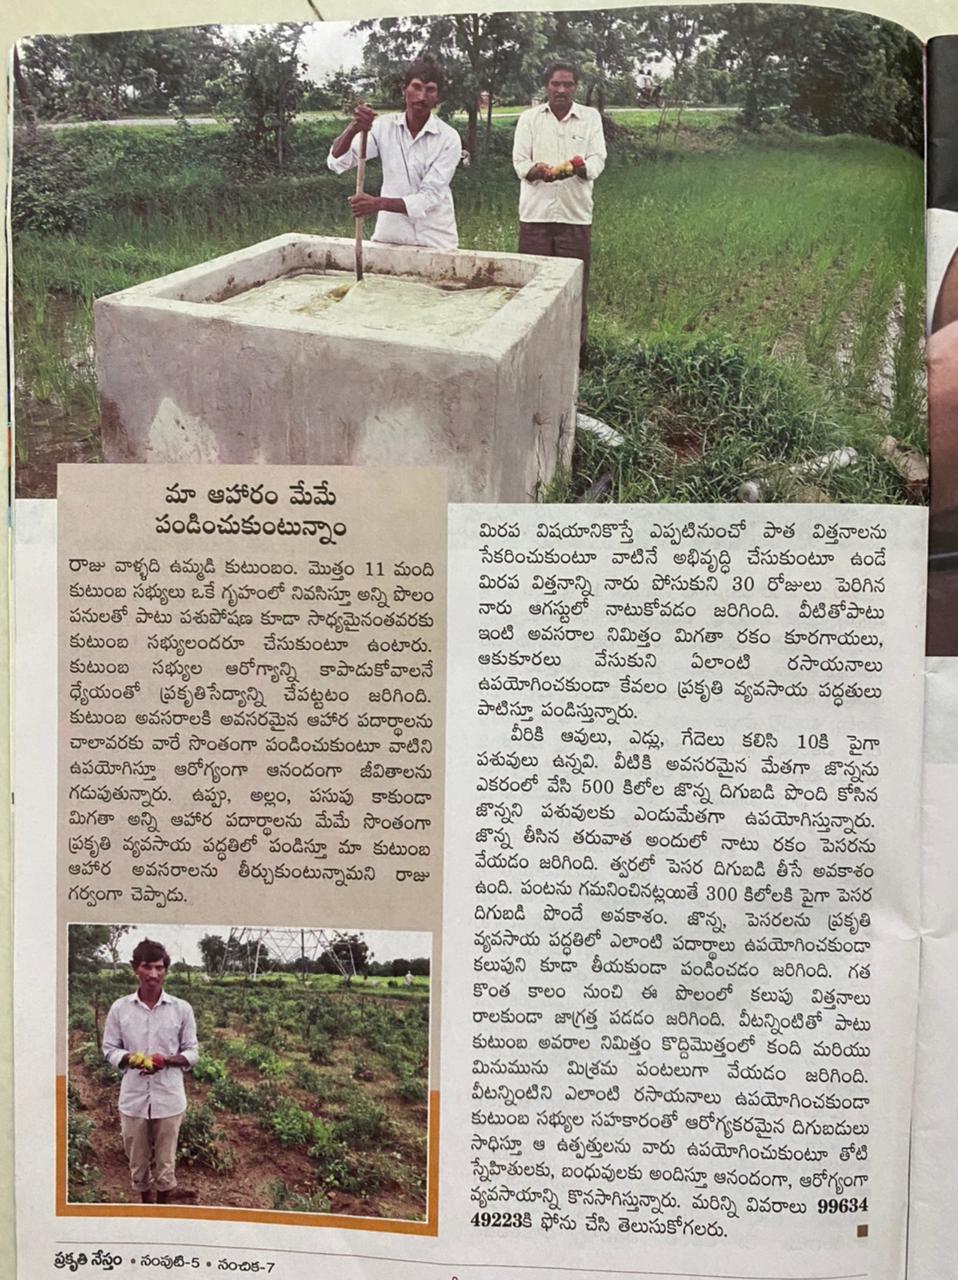 మా ఆహారం మేమే
పండించుకుంటున్నాం
రాజు వాళ్ళది ఉమ్మడి కుటుంబం. మొత్తం 11 మంది
కుటుంబ సభ్యులు ఒకే గృహంలో నివసిస్తూ అన్ని పొలం
పనులతో పాటు పశుపోషణ కూడా సాధ్యమైనంతవరకు
కుటుంబ సభ్యులందరూ చేసుకుంటూ ఉంటారు.
కుటుంబ సభ్యుల ఆరోగ్యాన్ని కాపాడుకోవాలనే
ధ్యేయంతో ప్రకృతిసేద్యాన్ని చేపట్టటం జరిగింది.
కుటుంబ అవసరాలకి అవసరమైన ఆహార పదార్థాలను
చాలావరకు వారే సొంతంగా పండించుకుంటూ వాటిని
ఉపయోగిస్తూ ఆరోగ్యంగా ఆనందంగా జీవితాలను
గడుపుతున్నారు. ఉప్పు, అల్లం, పసుపు కాకుండా
మిగతా అన్ని ఆహార పదార్థాలను మేమే సొంతంగా
ప్రకృతి వ్యవసాయ పద్ధతిలో పండిస్తూ మా కుటుంబ
ఆహార అవసరాలను తీర్చుకుంటున్నామని రాజు
గర్వంగా చెప్పాడు.
మిరప విషయానికొస్తే ఎప్పటినుంచో పాత విత్తనాలను
సేకరించుకుంటూ వాటినే అభివృద్ధి చేసుకుంటూ ఉండే
మిరప విత్తనాన్ని నారు పోసుకుని 30 రోజులు పెరిగిన
నారు ఆగస్టులో నాటుకోవడం జరిగింది. వీటితోపాటు
ఇంటి అవసరాల నిమిత్తం మిగతా రకం కూరగాయలు,
ఆకుకూరలు వేసుకుని ఏలాంటి రసాయనాలు
ఉపయోగించకుండా కేవలం ప్రకృతి వ్యవసాయ పద్ధతులు
పాటిస్తూ పండిస్తున్నారు.
వీరికి ఆవులు, ఎడ్లు, గేదెలు కలిసి 10కి పైగా
పశువులు ఉన్నవి. వీటికి అవసరమైన మేతగా జొన్నను
ఎకరంలో వేసి 500 కిలోల జొన్న దిగుబడి పొంది కోసిన
జొన్నని పశువులకు ఎండుమేతగా ఉపయోగిస్తున్నారు.
జొన్న తీసిన తరువాత అందులో నాటు రకం పెసరను
వేయడం జరిగింది. త్వరలో పెసర దిగుబడి తీసే అవకాశం
ఉంది. పంటను గమనించినట్లయితే 300 కిలోలకి పైగా పెసర
దిగుబడి పొందే అవకాశం. జొన్న, పెసరలను ప్రకృతి
వ్యవసాయ పద్ధతిలో ఎలాంటి పదార్థాలు ఉపయోగించకుండా
కలుపుని కూడా తీయకుండా పండించడం జరిగింది. గత
కొంత కాలం నుంచి ఈ పొలంలో కలుపు విత్తనాలు
రాలకుండా జాగ్రత్త పడడం జరిగింది. వీటన్నింటితో పాటు
కుటుంబ అవరాల నిమిత్తం కొద్దిమొత్తంలో కంది మరియు
మినుమును మిశ్రమ పంటలుగా వేయడం జరిగింది.
వీటన్నింటిని ఎలాంటి రసాయనాలు ఉపయోగించకుండా
కుటుంబ సభ్యుల సహకారంతో ఆరోగ్యకరమైన దిగుబడులు
సాధిస్తూ ఆ ఉత్పత్తులను వారు ఉపయోగించుకుంటూ తోటి
స్నేహితులకు, బంధువులకు అందిస్తూ ఆనందంగా, ఆరోగ్యంగా
వ్యవసాయాన్ని కొనసాగిస్తున్నారు. మరిన్ని వివరాలు 99634
49223కి ఫోను చేసి తెలుసుకోగలరు.
ప్రకృతి నేస్తం • సంపుటి-5 • సంచిక-7